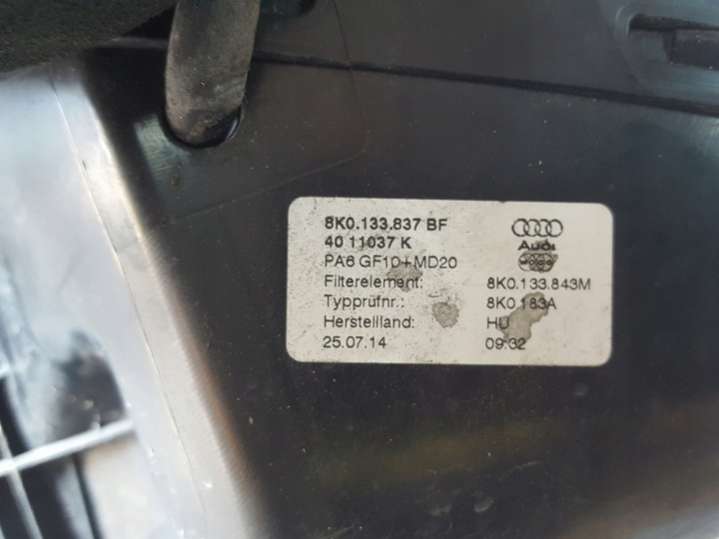 8K0.133.837 BF
40 11037 K
PA6 GF10+MD20
Audi
Filterelement: 8K0.133.843M
Typprüfnr.: 8K0 183A
Herstellland: HU
25.07.14 09:32